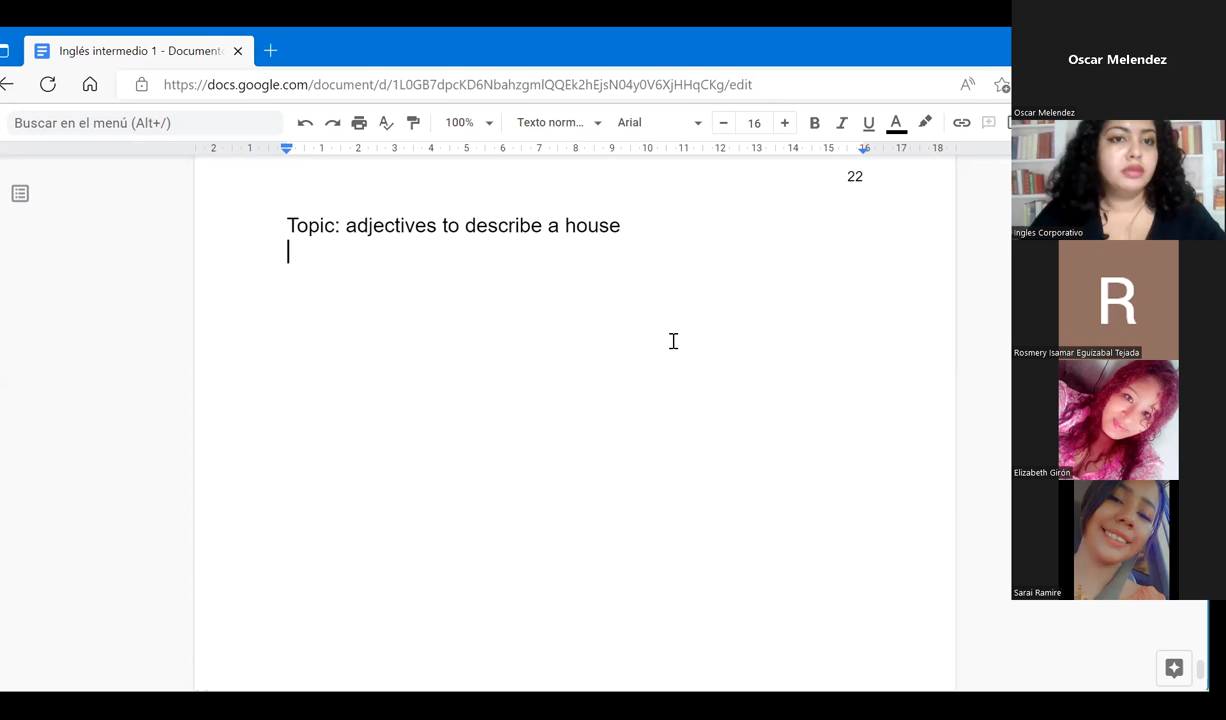 Oscar Melendez
Inglés intermedio 1 - Document
https://docs.google.com/document/d/1L0GB7dpcKD6NbahzgmlQQEk2hEjsN04y0V6XjHHqCKg/edit
Oscar Melendez
Buscar en el menú (Alt+/)
100%
Texto norm...
Arial
16
B
I
U
A
2 1 1 2 3 4 5 6 7 8 9 10 11 12 13 14 15 16 17 18
22
Topic: adjectives to describe a house
Ingles Corporativo
R
Rosmery Isamar Eguizabal Tejada
Elizabeth Girón
Sarai Ramire